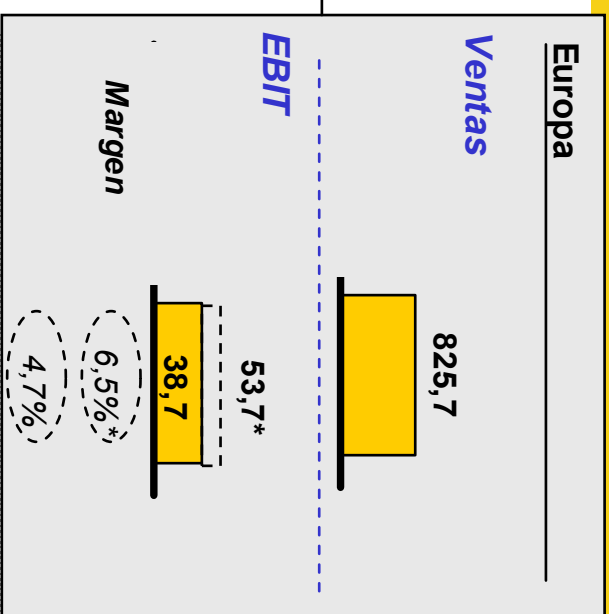 Europa
Ventas
825,7
EBIT
53,7*
38,7
Margen
6,5%*
4,7%